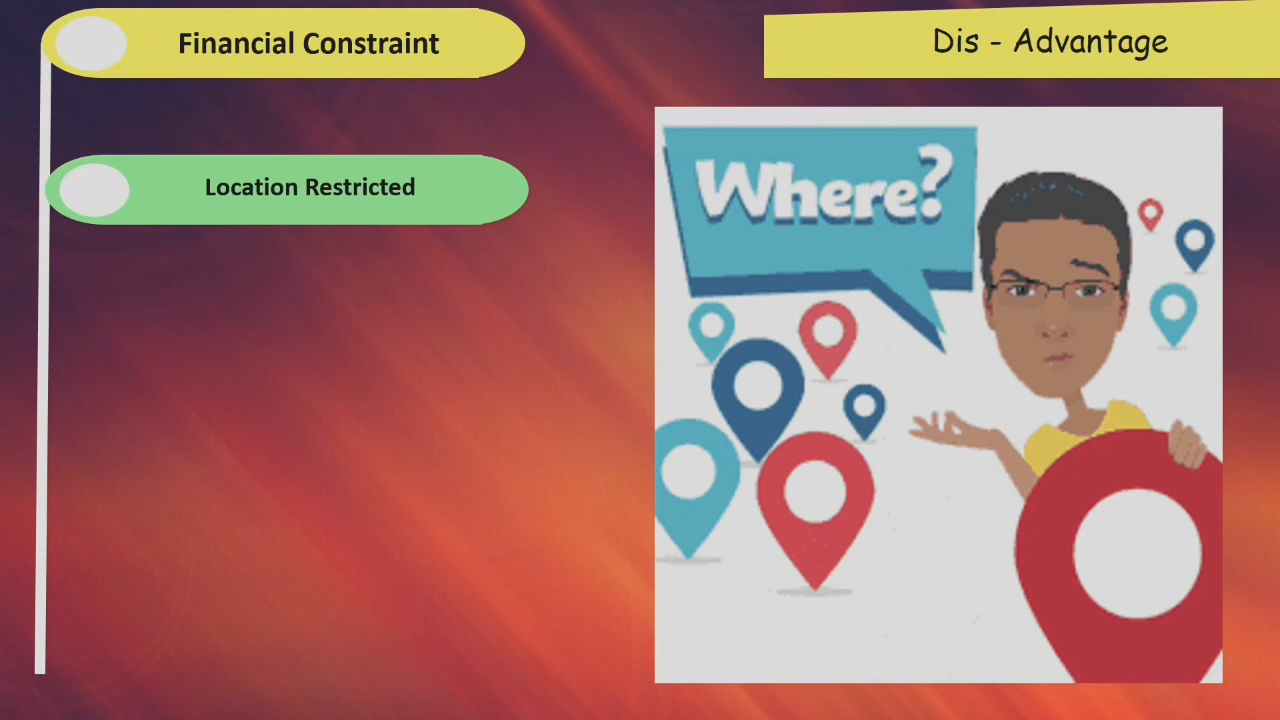 Financial Constraint
Dis - Advantage
Location Restricted
Where?